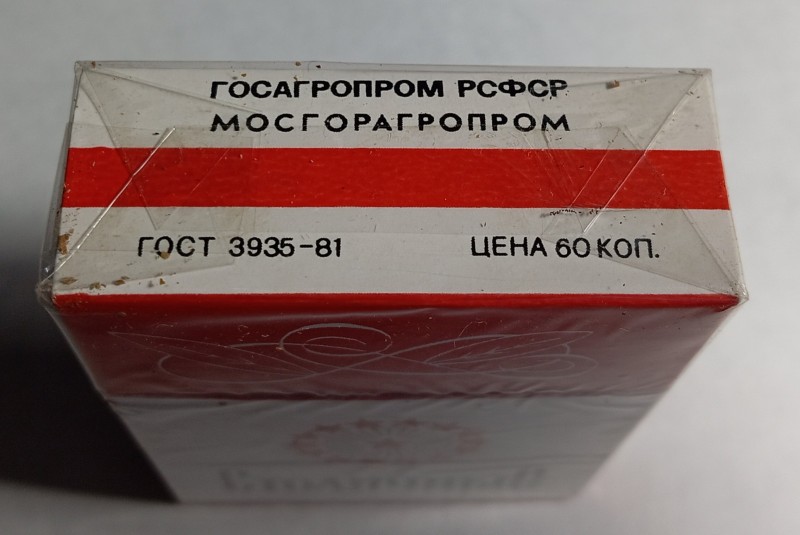 ГОСАГРОПРОМ РСФСР
МОСГОРАГРОПРОМ
ГОСТ 3935-81 ЦЕНА 60 КОП.